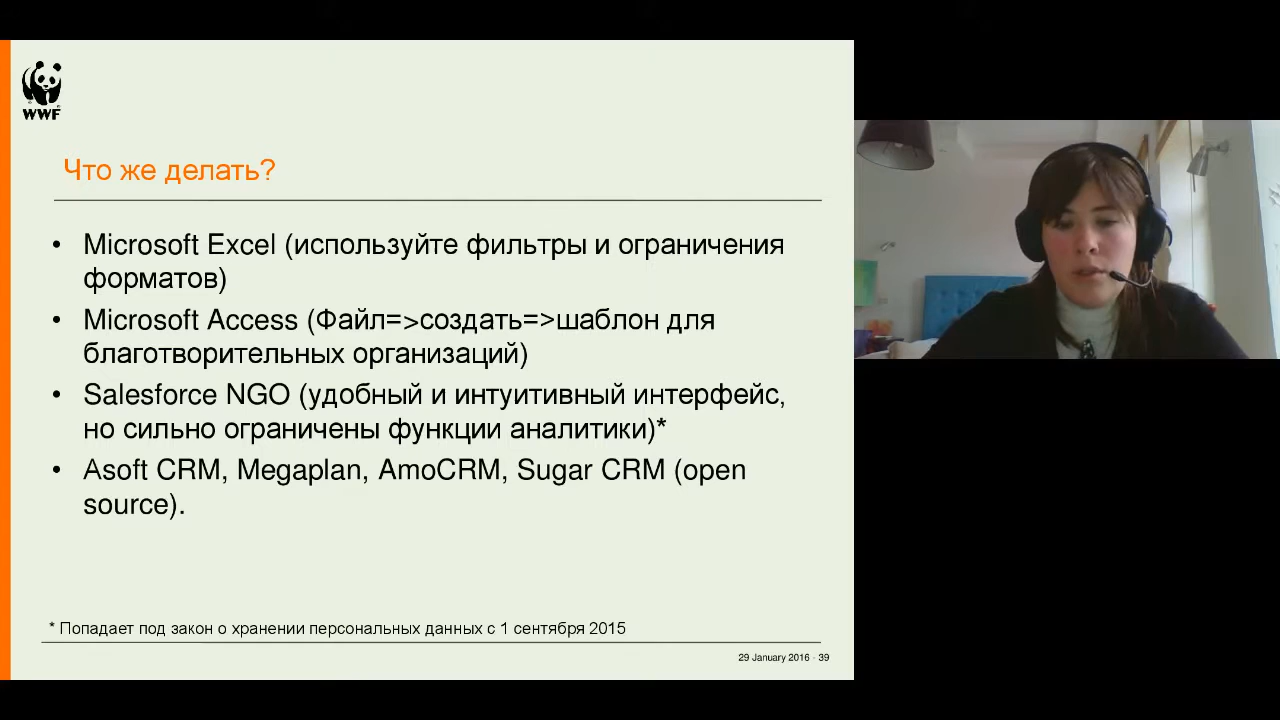 WWF
Что же делать?
• Microsoft Excel (используйте фильтры и ограничения
форматов)
• Microsoft Access (Файл=>создать=>шаблон для
благотворительных организаций)
• Salesforce NGO (удобный и интуитивный интерфейс,
но сильно ограничены функции аналитики)*
• Asoft CRM, Megaplan, AmoCRM, Sugar CRM (open
source).
* Попадает под закон о хранении персональных данных с 1 сентября 2015
29 January 2016 - 39